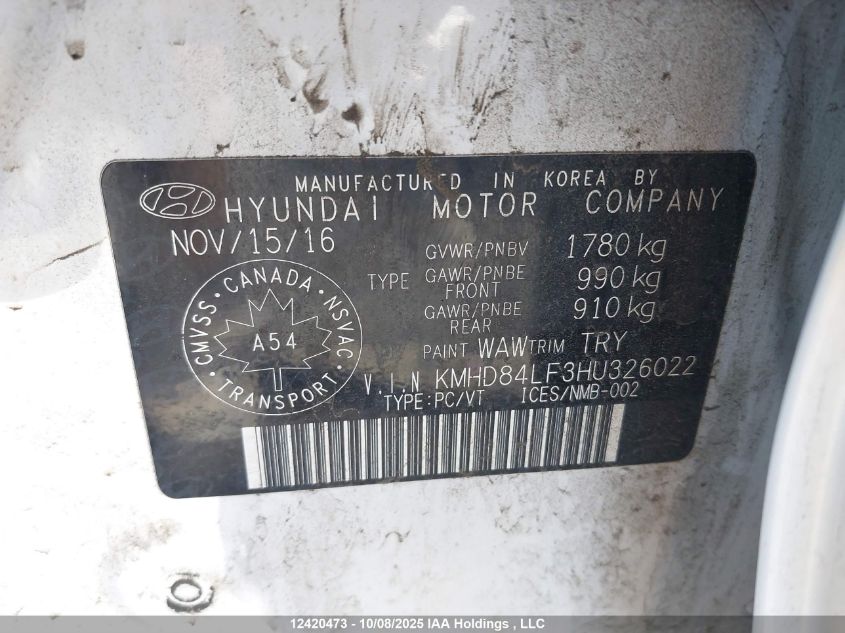 MANUFACTURED IN KOREA BY
HYUNDAI MOTOR COMPANY
NOV/15/16
GVWR/PNBV 1780 kg
TYPE GAWR/PNBE FRONT 990 kg
GAWR/PNBE REAR 910 kg
CMVSS · CANADA · NSVAC · TRANSPORT ·
A54
PAINT WAW TRIM TRY
V.I.N KMHD84LF3HU326022
TYPE:PC/VT ICES/NMB-002
12420473 - 10/08/2025 IAA Holdings , LLC